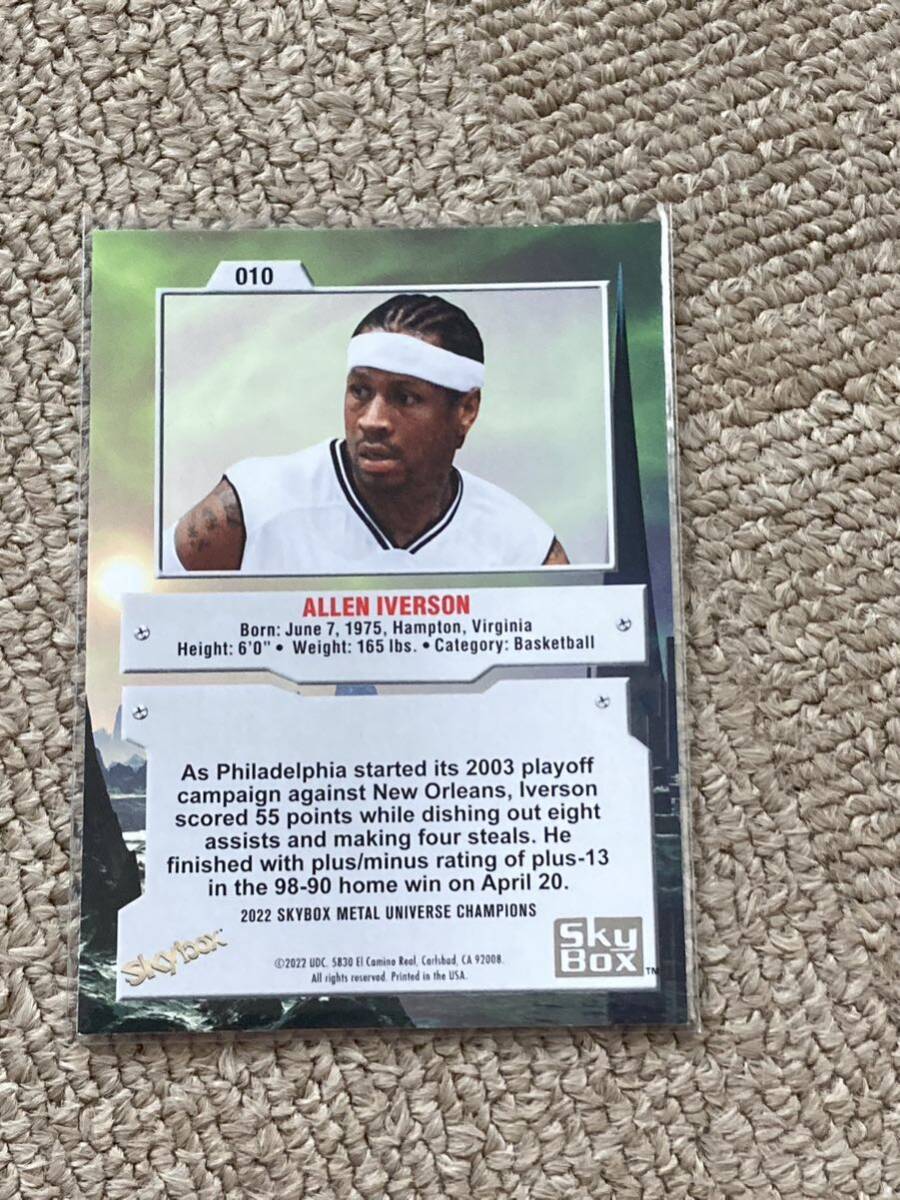 010
ALLEN IVERSON
Born: June 7, 1975, Hampton, Virginia
Height: 6'0" • Weight: 165 lbs. • Category: Basketball
As Philadelphia started its 2003 playoff
campaign against New Orleans, Iverson
scored 55 points while dishing out eight
assists and making four steals. He
finished with plus/minus rating of plus-13
in the 98-90 home win on April 20.
2022 SKYBOX METAL UNIVERSE CHAMPIONS
Skybox
©2022 UDC. 5830 El Camino Real, Carlsbad, CA 92008.
All rights reserved. Printed in the USA.
Sky
Box TM